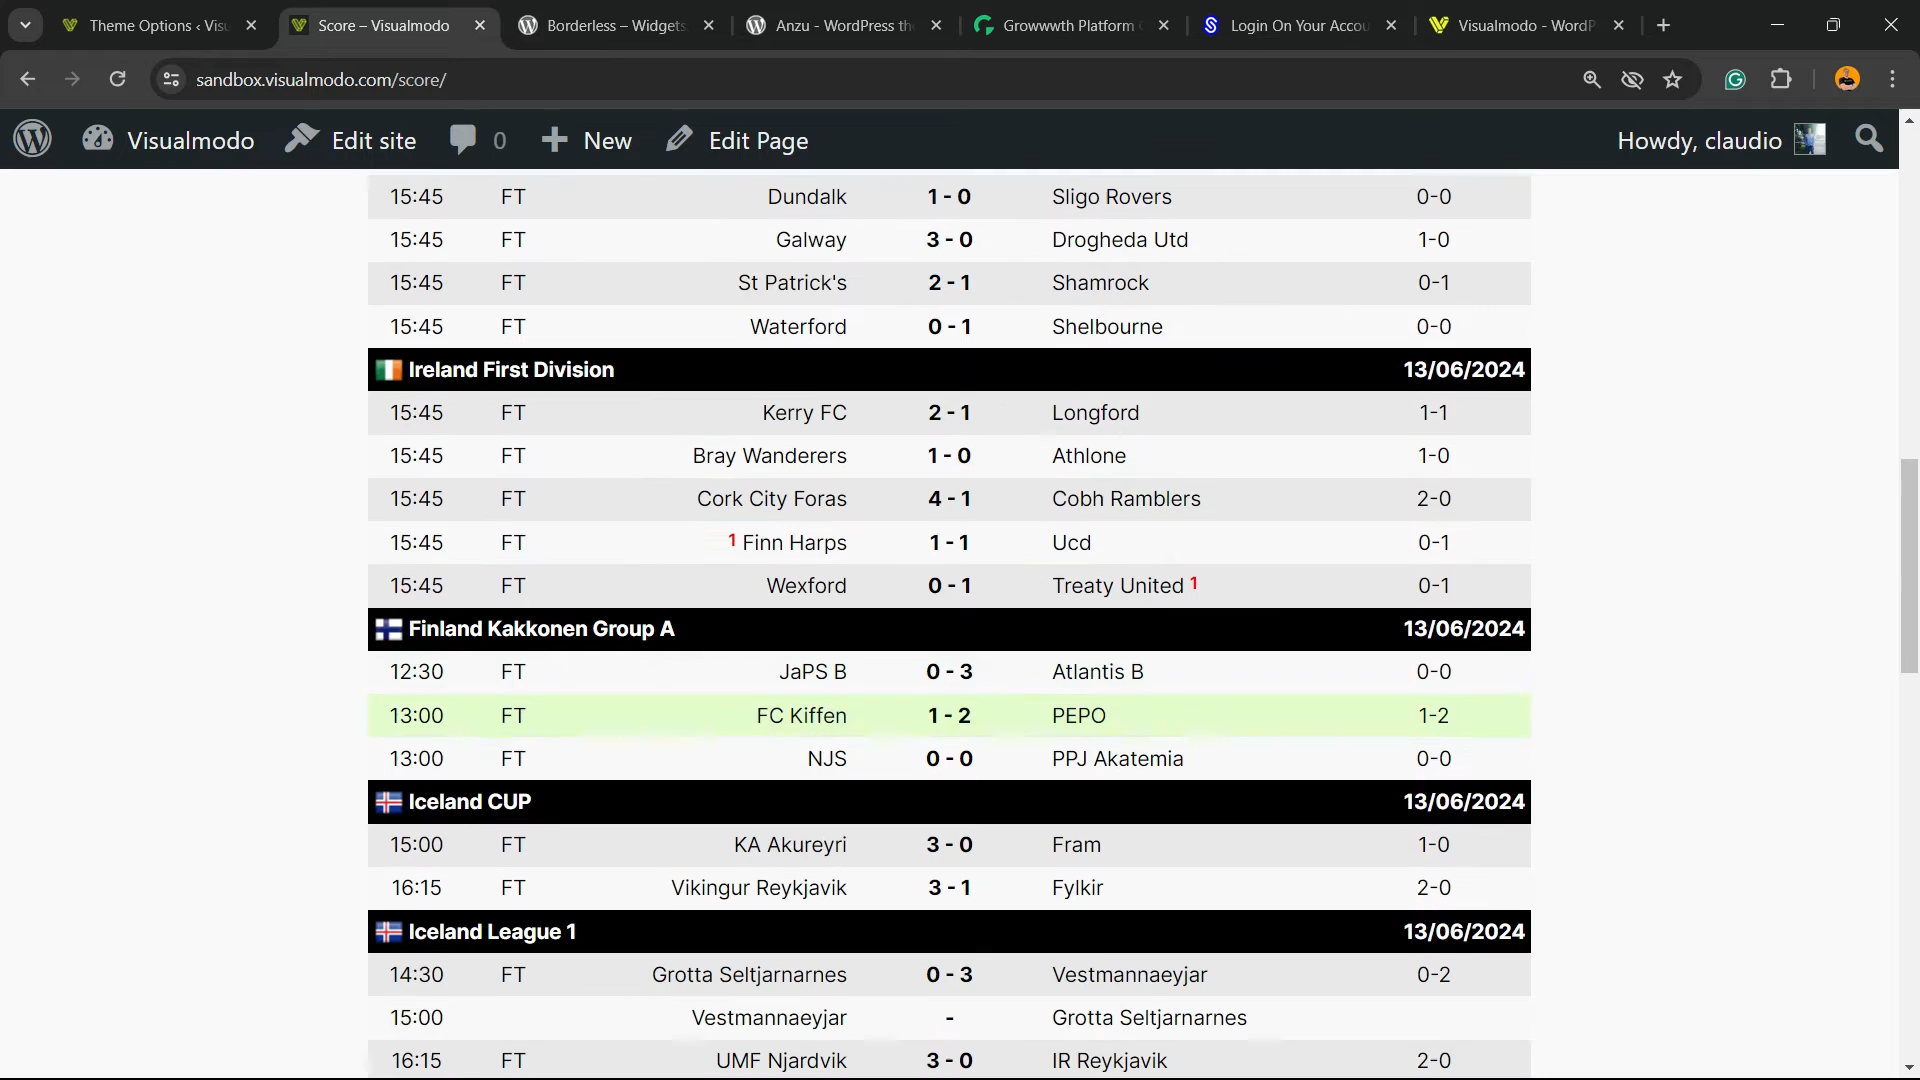 Theme Options ‹ Visu
Score – Visualmodo
Borderless – Widgets
Anzu - WordPress the
Growwwth Platform
Login On Your Accou
Visualmodo - WordP
sandbox.visualmodo.com/score/
Visualmodo Edit site 0 New Edit Page Howdy, claudio
15:45 FT Dundalk 1 - 0 Sligo Rovers 0-0
15:45 FT Galway 3 - 0 Drogheda Utd 1-0
15:45 FT St Patrick's 2 - 1 Shamrock 0-1
15:45 FT Waterford 0 - 1 Shelbourne 0-0
Ireland First Division 13/06/2024
15:45 FT Kerry FC 2 - 1 Longford 1-1
15:45 FT Bray Wanderers 1 - 0 Athlone 1-0
15:45 FT Cork City Foras 4 - 1 Cobh Ramblers 2-0
15:45 FT 1 Finn Harps 1 - 1 Ucd 0-1
15:45 FT Wexford 0 - 1 Treaty United 1 0-1
Finland Kakkonen Group A 13/06/2024
12:30 FT JaPS B 0 - 3 Atlantis B 0-0
13:00 FT FC Kiffen 1 - 2 PEPO 1-2
13:00 FT NJS 0 - 0 PPJ Akatemia 0-0
Iceland CUP 13/06/2024
15:00 FT KA Akureyri 3 - 0 Fram 1-0
16:15 FT Vikingur Reykjavik 3 - 1 Fylkir 2-0
Iceland League 1 13/06/2024
14:30 FT Grotta Seltjarnarnes 0 - 3 Vestmannaeyjar 0-2
15:00 Vestmannaeyjar - Grotta Seltjarnarnes
16:15 FT UMF Njardvik 3 - 0 IR Reykjavik 2-0